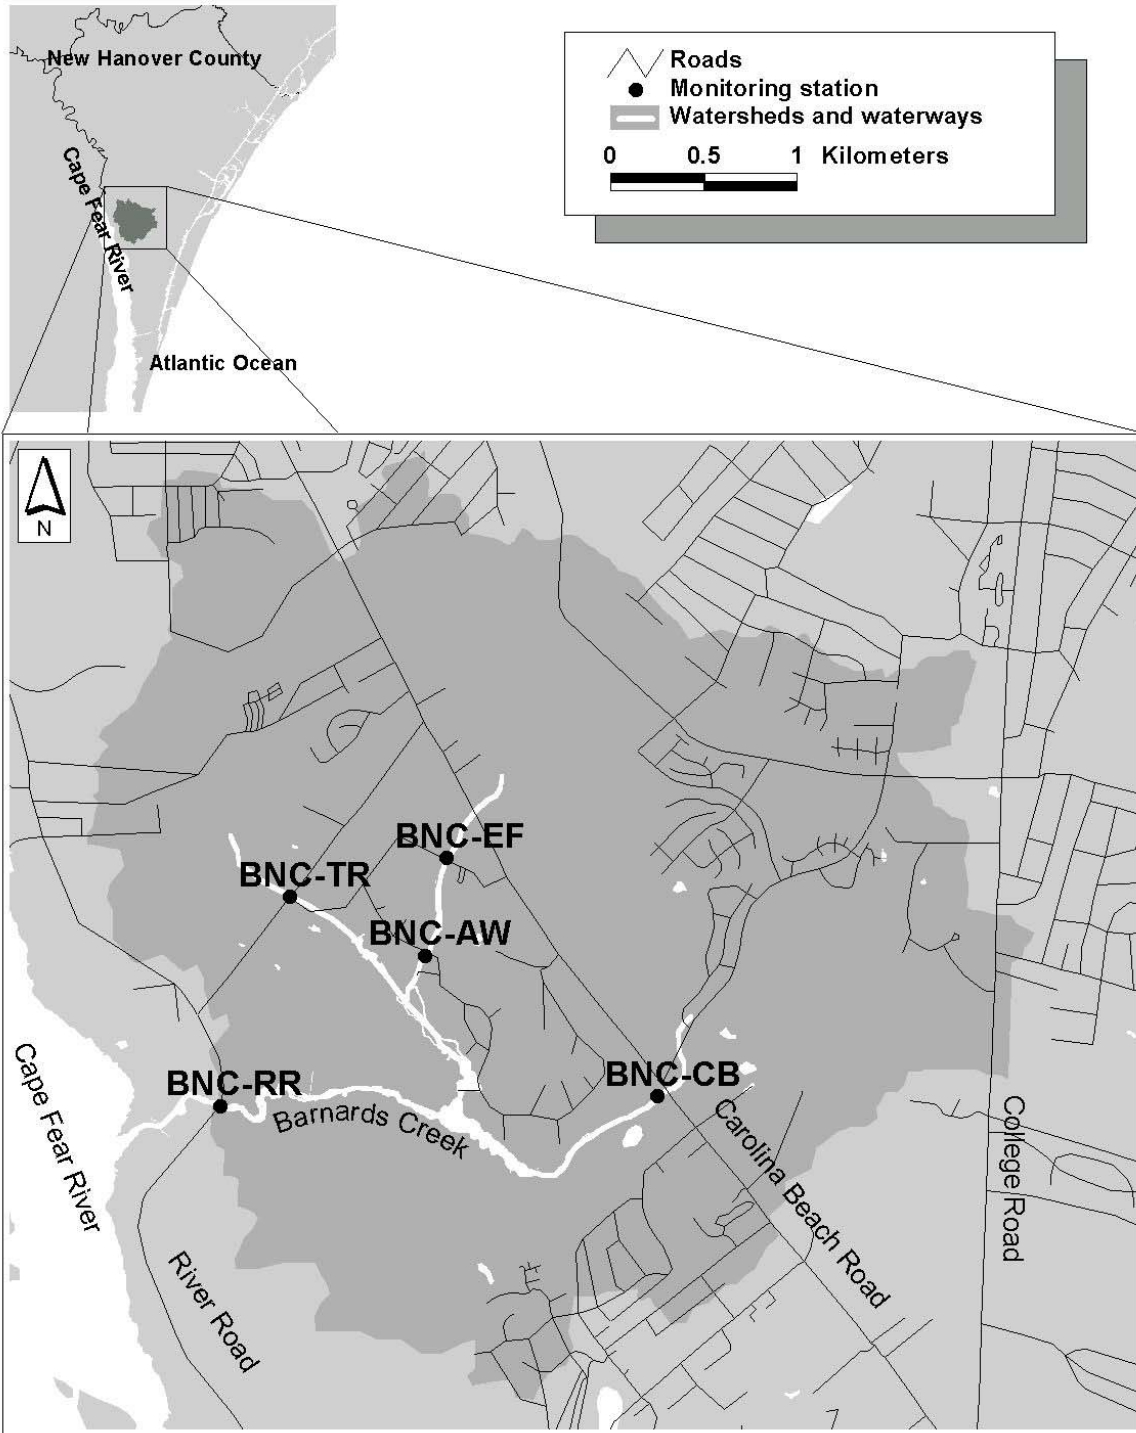 New Hanover County
Cape Fear River
Atlantic Ocean
Roads
Monitoring station
Watersheds and waterways
0 0.5 1 Kilometers
N
BNC-EF
BNC-TR
BNC-AW
BNC-RR
BNC-CB
Barnards Creek
Cape Fear River
River Road
Carolina Beach Road
College Road